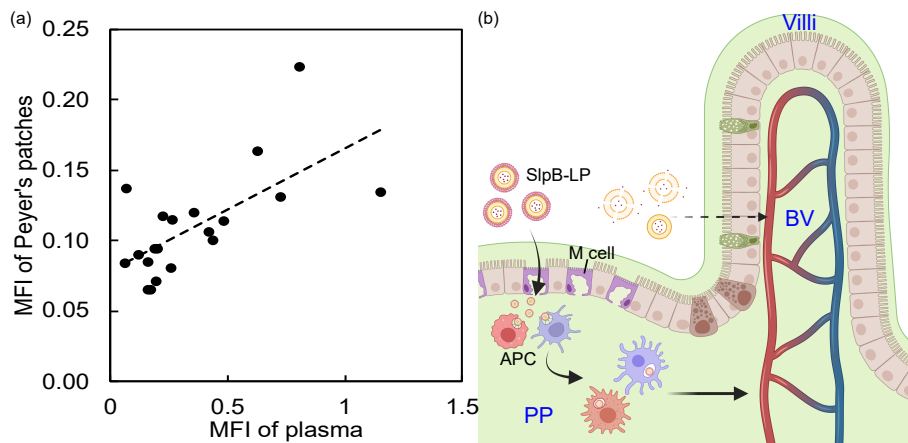 (a)
0.25
0.20
0.15
0.10
0.05
0.00
MFI of Peyer's patches
0
0.5
1
1.5
MFI of plasma
(b)
Villi
SlpB-LP
BV
M cell
APC
PP